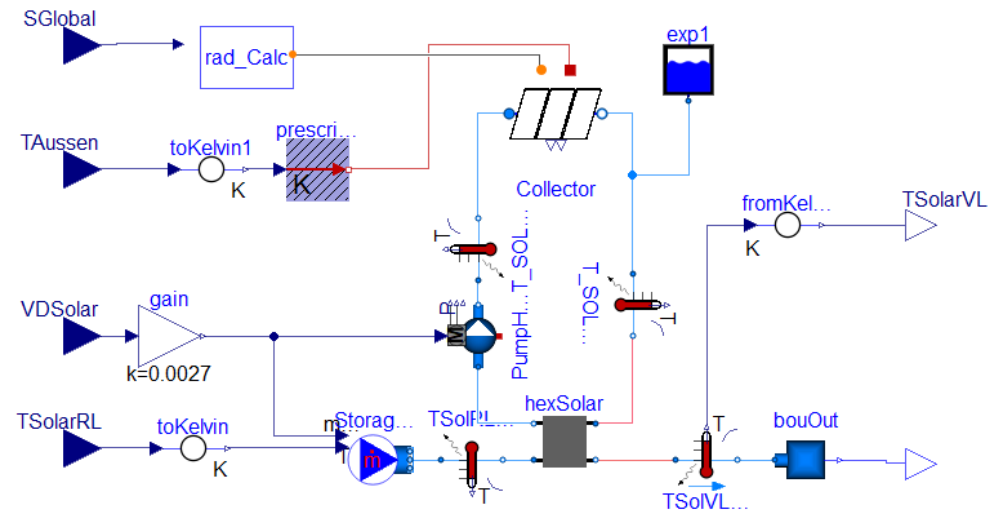 SGlobal
rad_Calc
exp1
TAussen
toKelvin1
prescri...
K
K
Collector
fromKel...
TSolarVL
K
T
T_SOL...
T_SOL...
T
VDSolar
gain
k=0.0027
P
M
PumpH...
TSolarRL
toKelvin
K
Storag...
m...
T
ṁ
TSolRL...
T
hexSolar
T
TSolVL...
bouOut